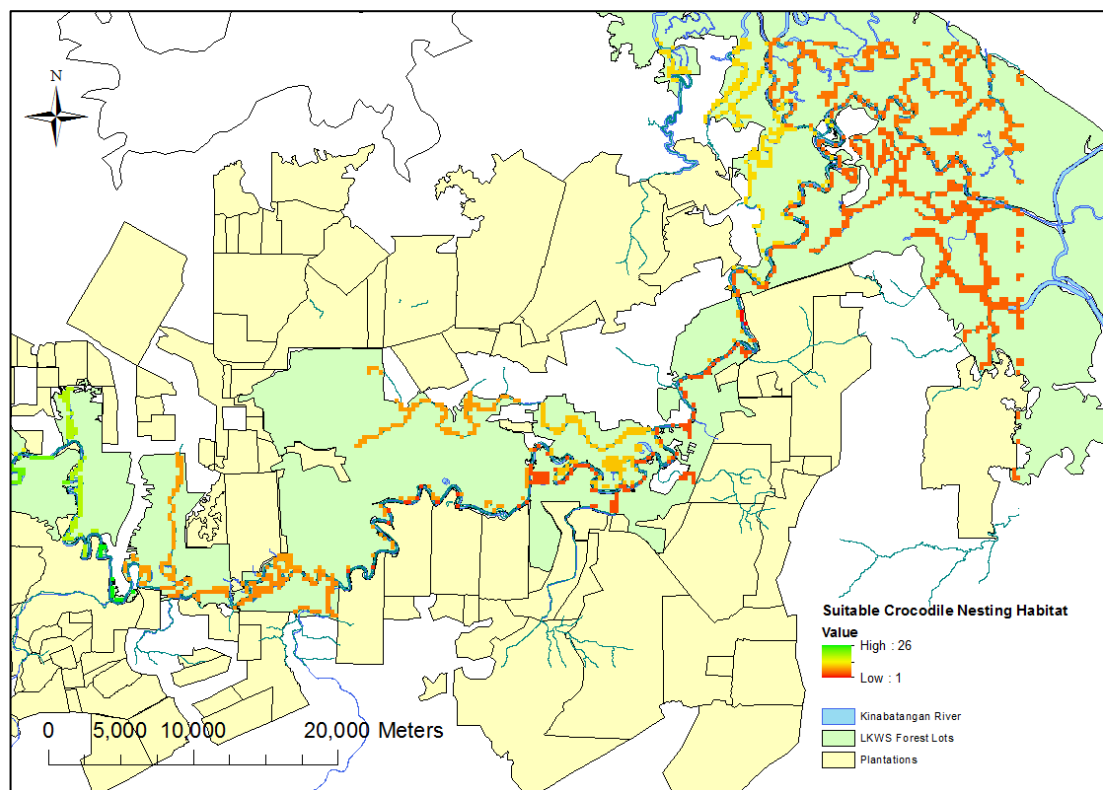 N
0 5,000 10,000 20,000 Meters
Suitable Crocodile Nesting Habitat
Value
High : 26
Low : 1
Kinabatangan River
LKWS Forest Lots
Plantations